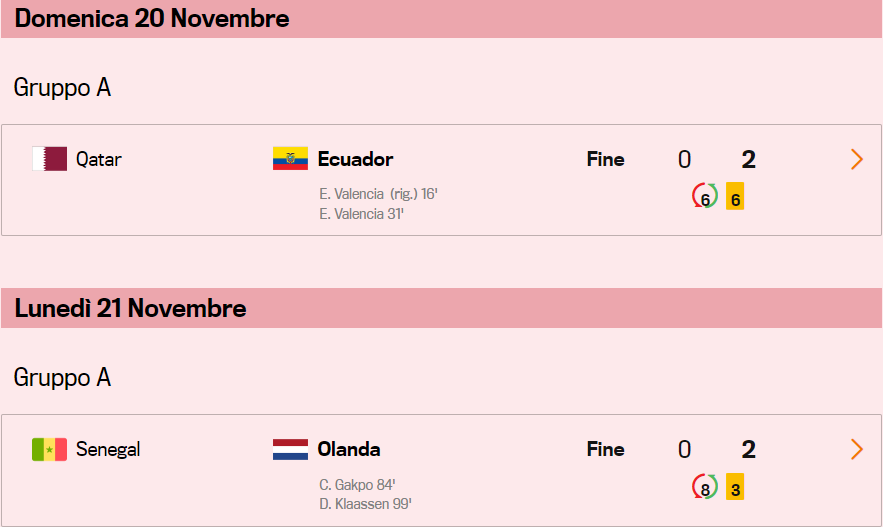 Domenica 20 Novembre
Gruppo A
Qatar Ecuador Fine 0 2
E. Valencia (rig.) 16' 6 6
E. Valencia 31'
Lunedì 21 Novembre
Gruppo A
Senegal Olanda Fine 0 2
C. Gakpo 84' 8 3
D. Klaassen 99'